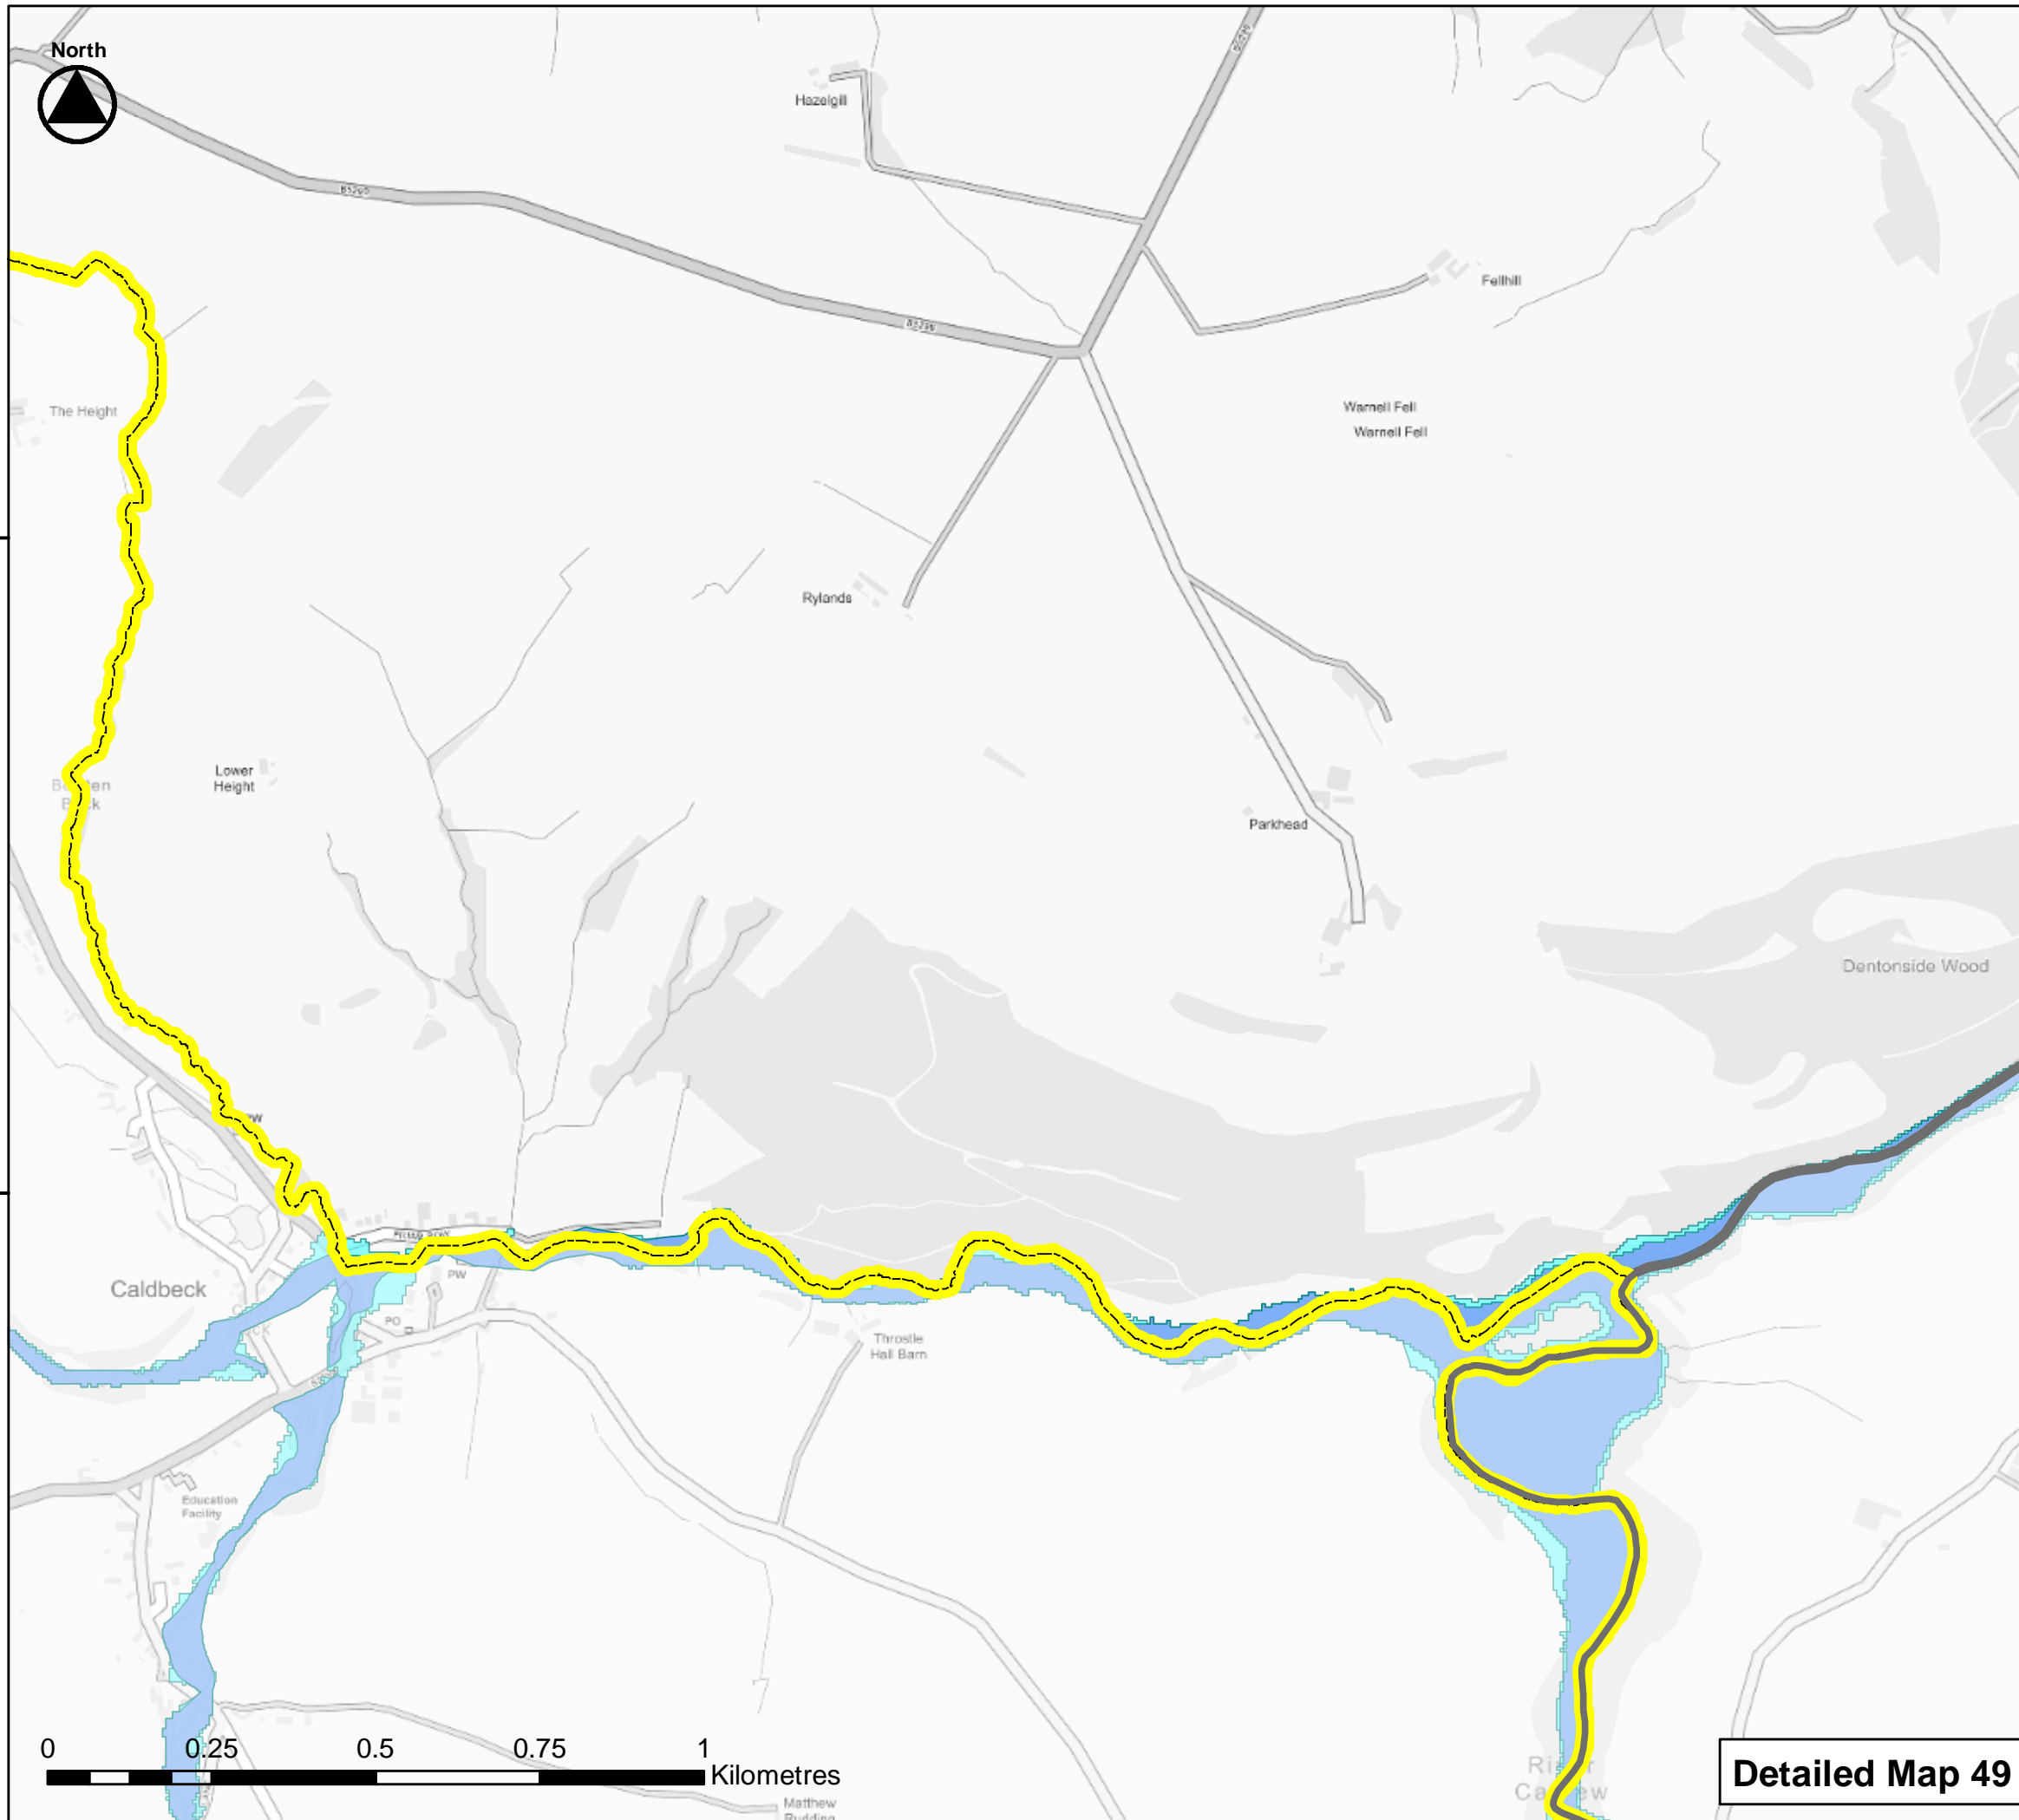 North
Hazelgill
Fellhill
The Height
Warnell Fell
Warnell Fell
Rylands
Lower
Height
Parkhead
Dentonside Wood
Caldbeck
PW
PO
Throstle
Hall Barn
Education
Facility
0 0.25 0.5 0.75 1
Kilometres
Matthew
Detailed Map 49